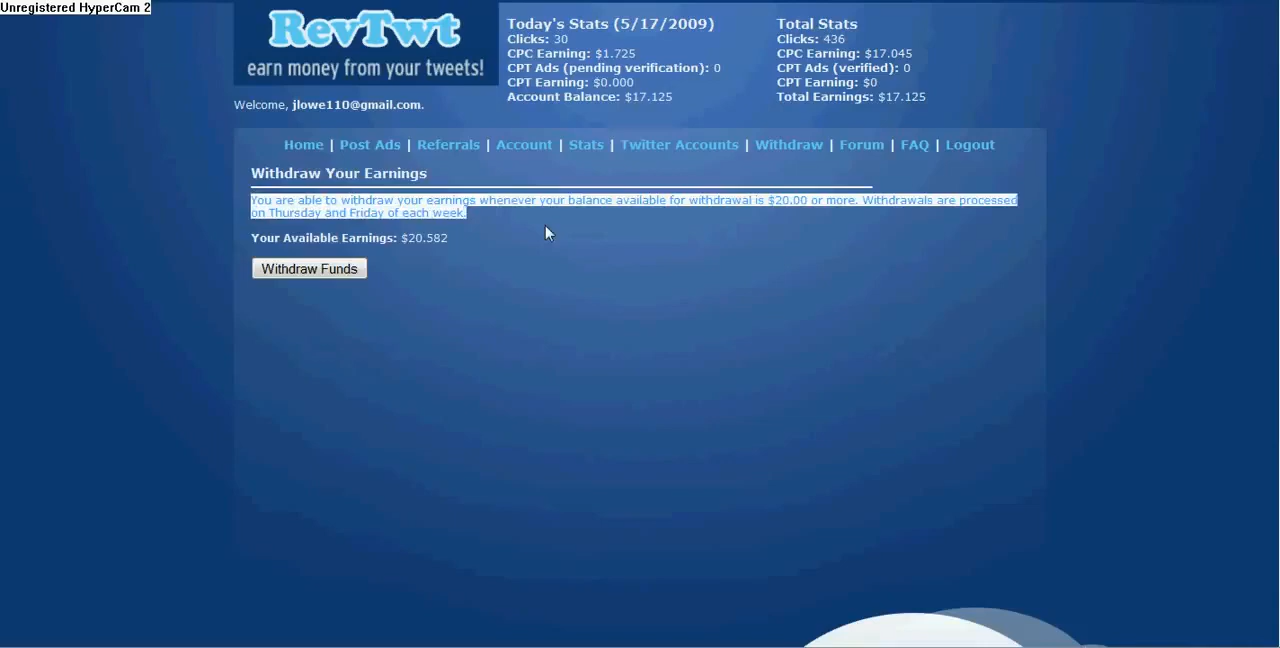 Unregistered HyperCam 2
RevTwt
earn money from your tweets!
Welcome, jlowe110@gmail.com.
Today's Stats (5/17/2009)
Clicks: 30
CPC Earning: $1.725
CPT Ads (pending verification): 0
CPT Earning: $0.000
Account Balance: $17.125
Total Stats
Clicks: 436
CPC Earning: $17.045
CPT Ads (verified): 0
CPT Earning: $0
Total Earnings: $17.125
Home | Post Ads | Referrals | Account | Stats | Twitter Accounts | Withdraw | Forum | FAQ | Logout
Withdraw Your Earnings
You are able to withdraw your earnings whenever your balance available for withdrawal is $20.00 or more. Withdrawals are processed
on Thursday and Friday of each week.
Your Available Earnings: $20.582
Withdraw Funds